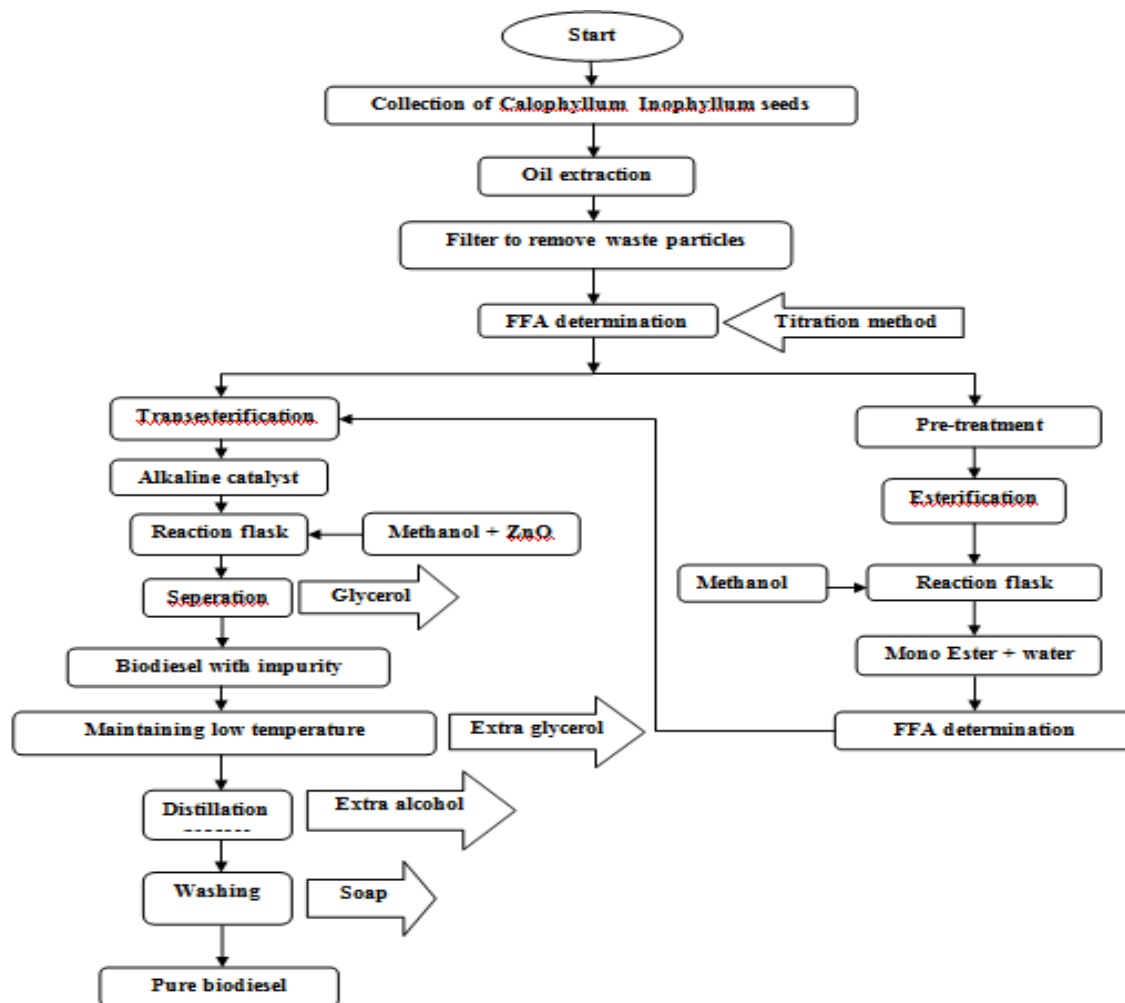 Start
Collection of Calophyllum Inophyllum seeds
Oil extraction
Filter to remove waste particles
FFA determination
Titration method
Transesterification
Pre-treatment
Alkaline catalyst
Esterification
Reaction flask
Methanol + ZnO
Methanol
Reaction flask
Seperation
Glycerol
Mono Ester + water
Biodiesel with impurity
Maintaining low temperature
Extra glycerol
FFA determination
Distillation
Extra alcohol
Washing
Soap
Pure biodiesel